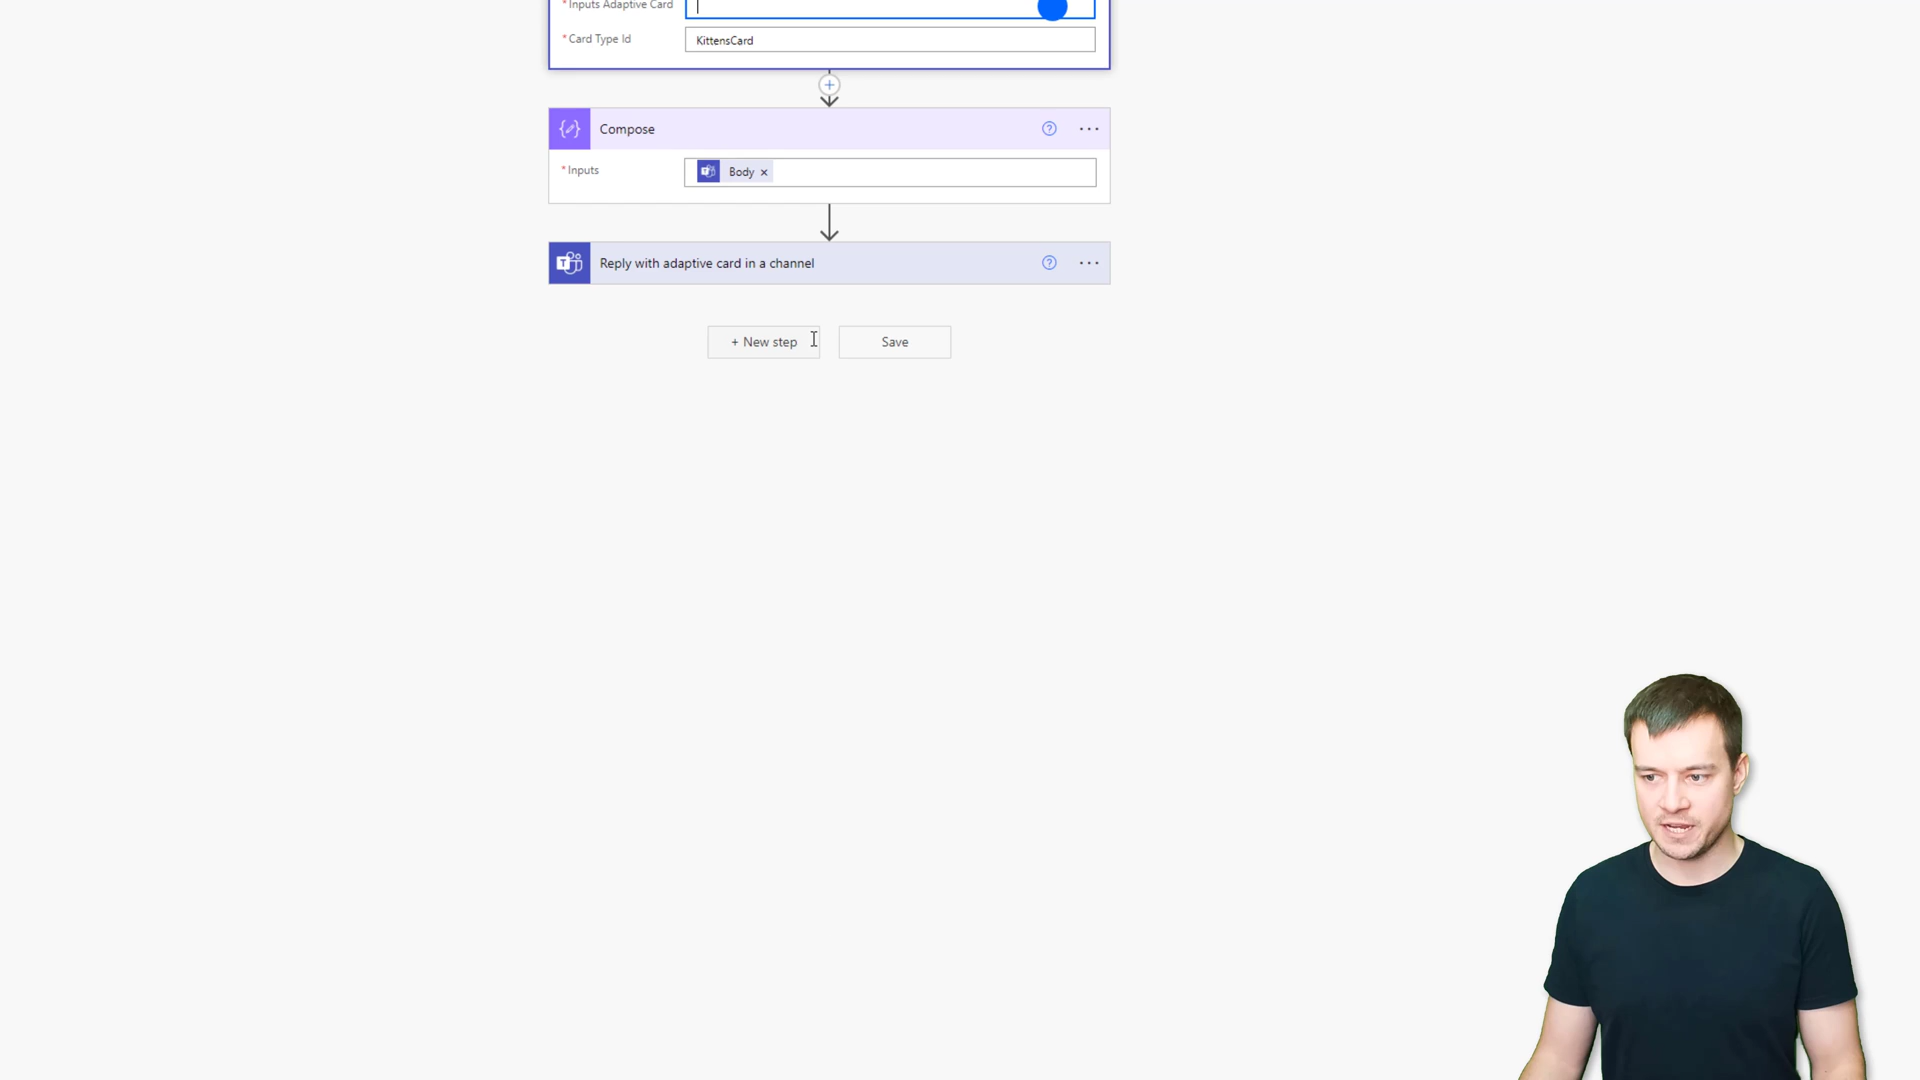 * Inputs Adaptive Card
* Card Type Id
KittensCard
Compose
* Inputs
Body
Reply with adaptive card in a channel
+ New step
Save